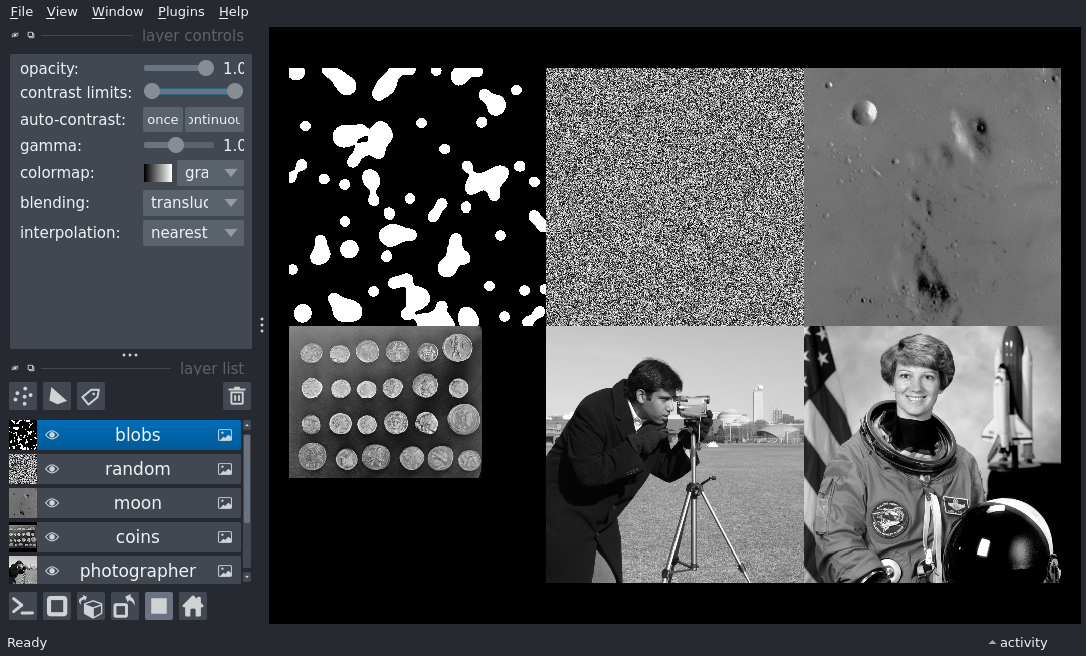 File View Window Plugins Help
layer controls
opacity: 1.0
contrast limits:
auto-contrast: once ontinuou
gamma: 1.0
colormap: gra
blending: transluc
interpolation: nearest
layer list
blobs
random
moon
coins
photographer
Ready
activity